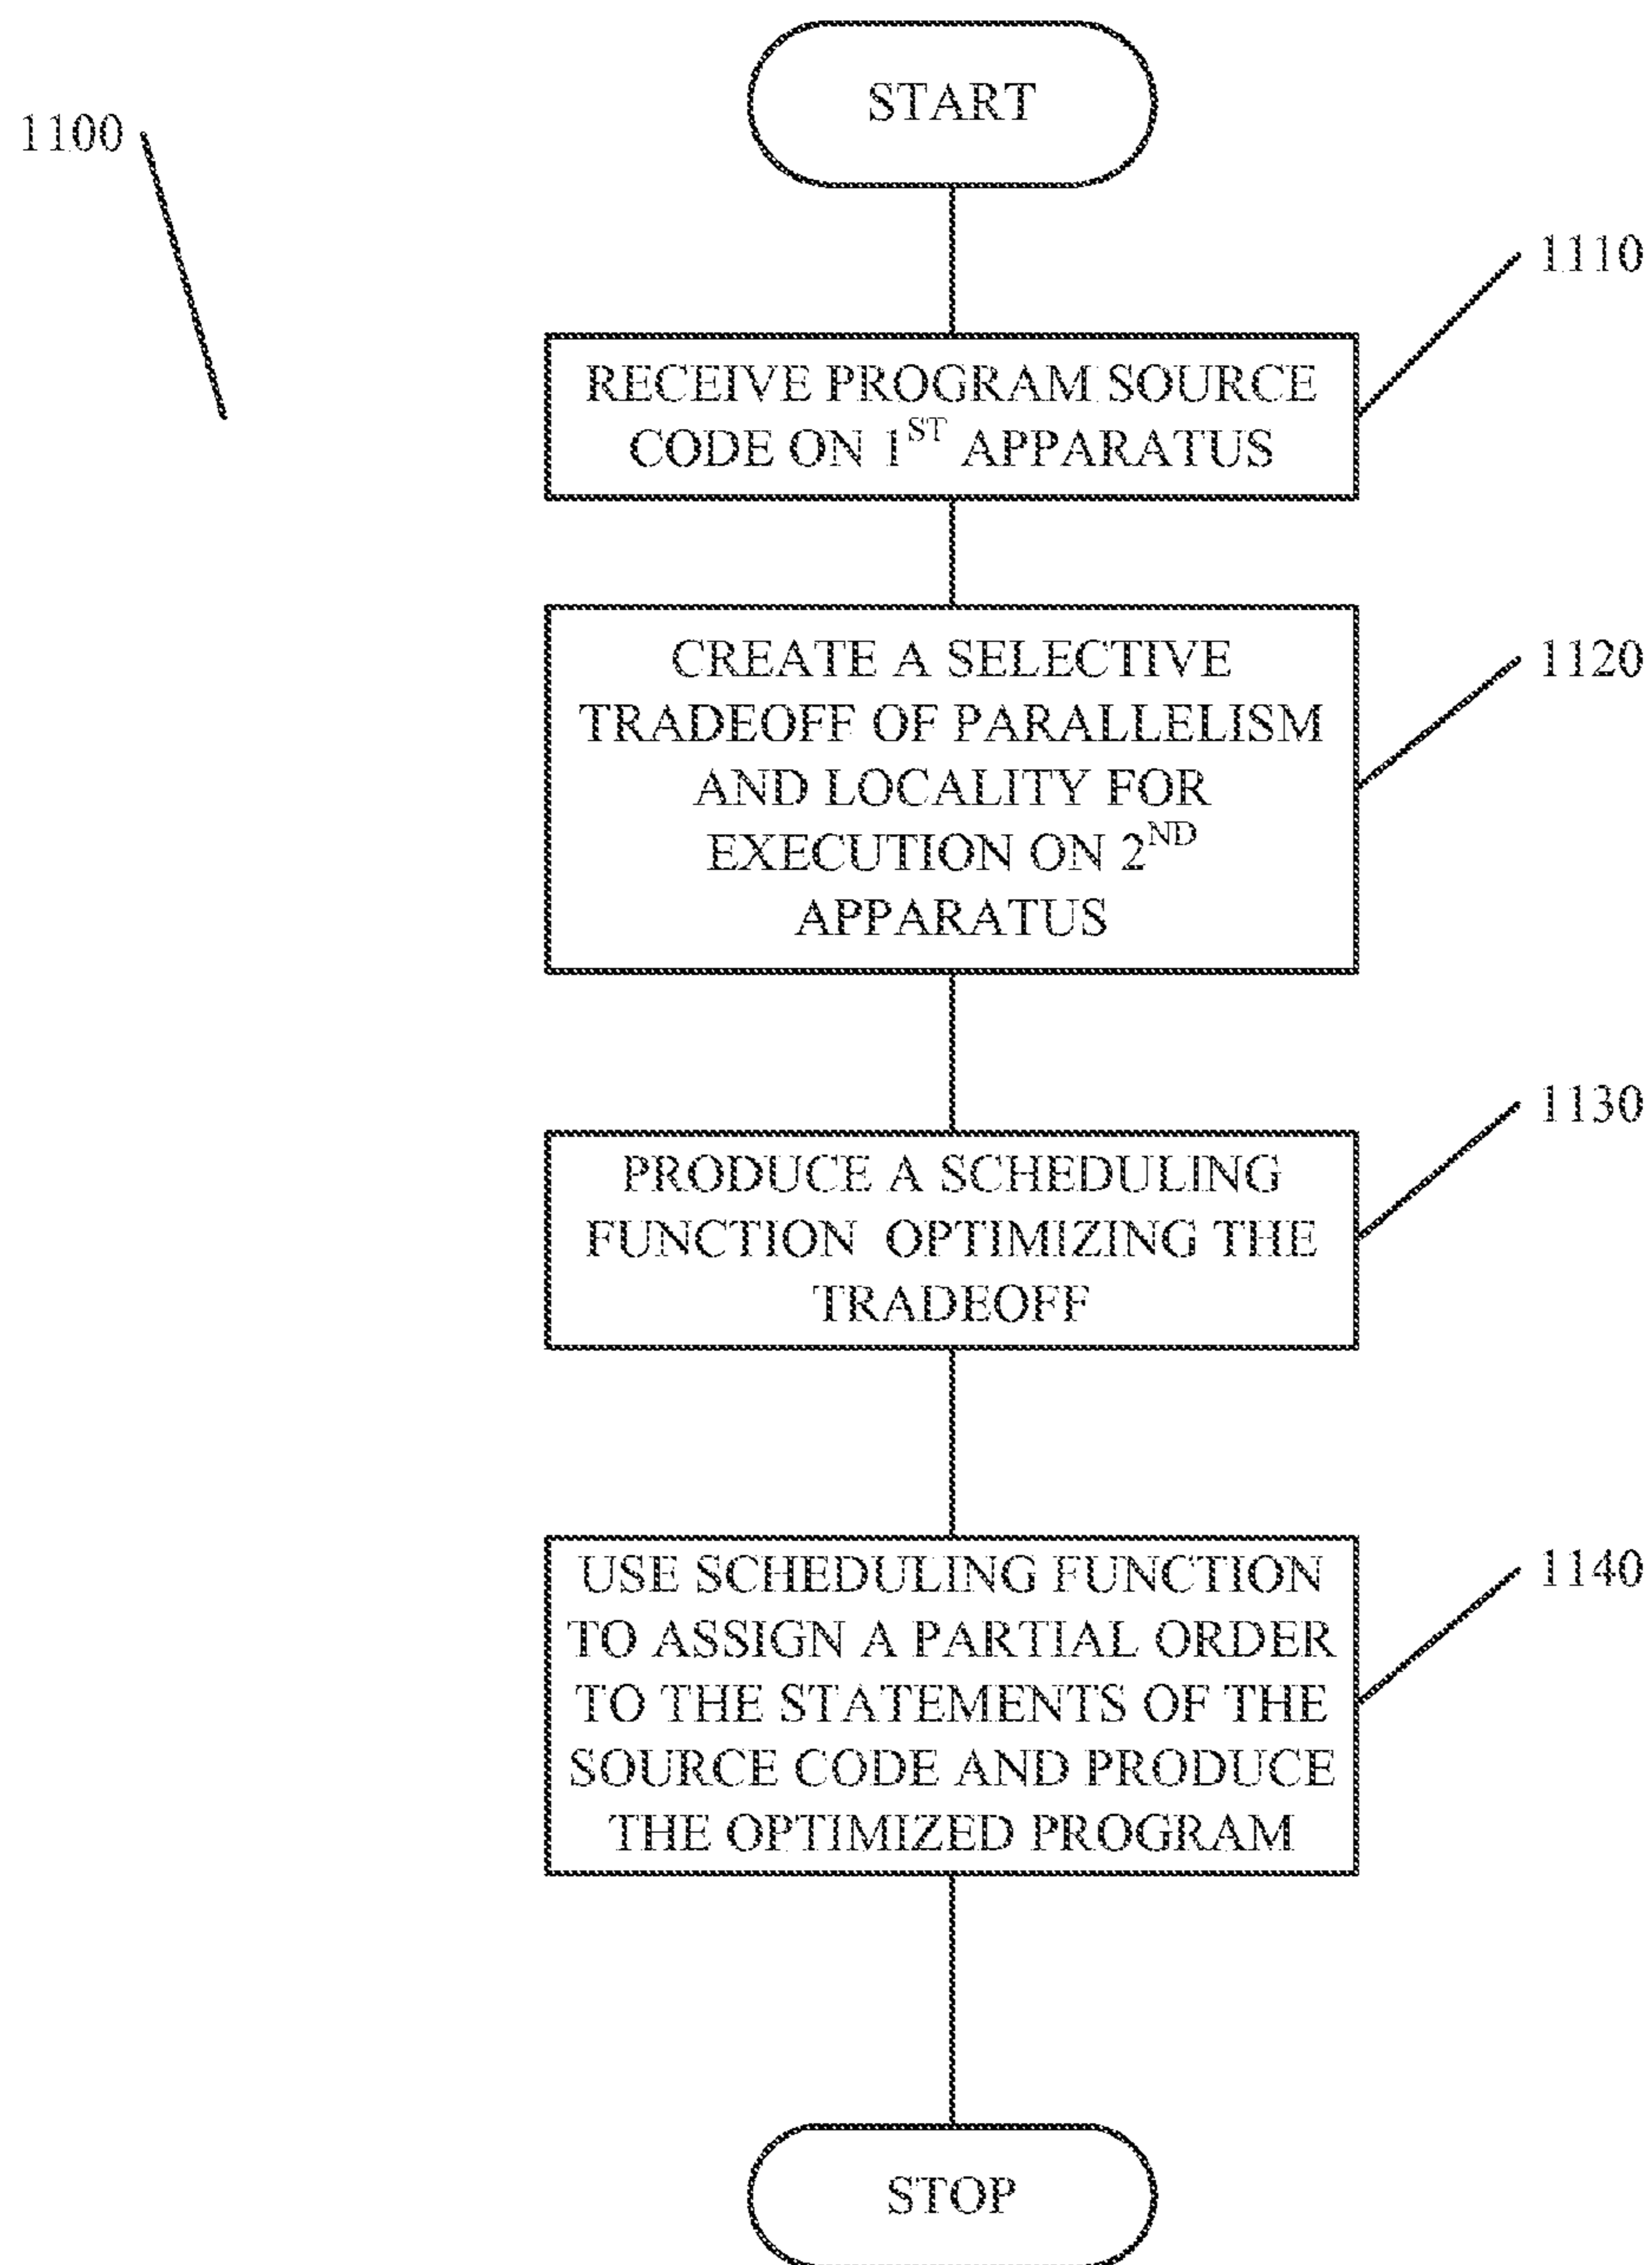 START
1100
1110
RECEIVE PROGRAM SOURCE
CODE ON 1ST APPARATUS
1120
CREATE A SELECTIVE
TRADEOFF OF PARALLELISM
AND LOCALITY FOR
EXECUTION ON 2ND
APPARATUS
1130
PRODUCE A SCHEDULING
FUNCTION OPTIMIZING THE
TRADEOFF
1140
USE SCHEDULING FUNCTION
TO ASSIGN A PARTIAL ORDER
TO THE STATEMENTS OF THE
SOURCE CODE AND PRODUCE
THE OPTIMIZED PROGRAM
STOP